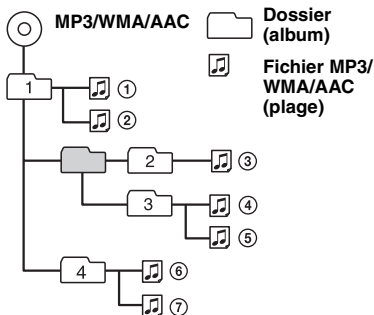 MP3/WMA/AAC
Dossier
(album)
Fichier MP3/
WMA/AAC
(plage)
1
①
②
2
③
3
④
⑤
4
⑥
⑦